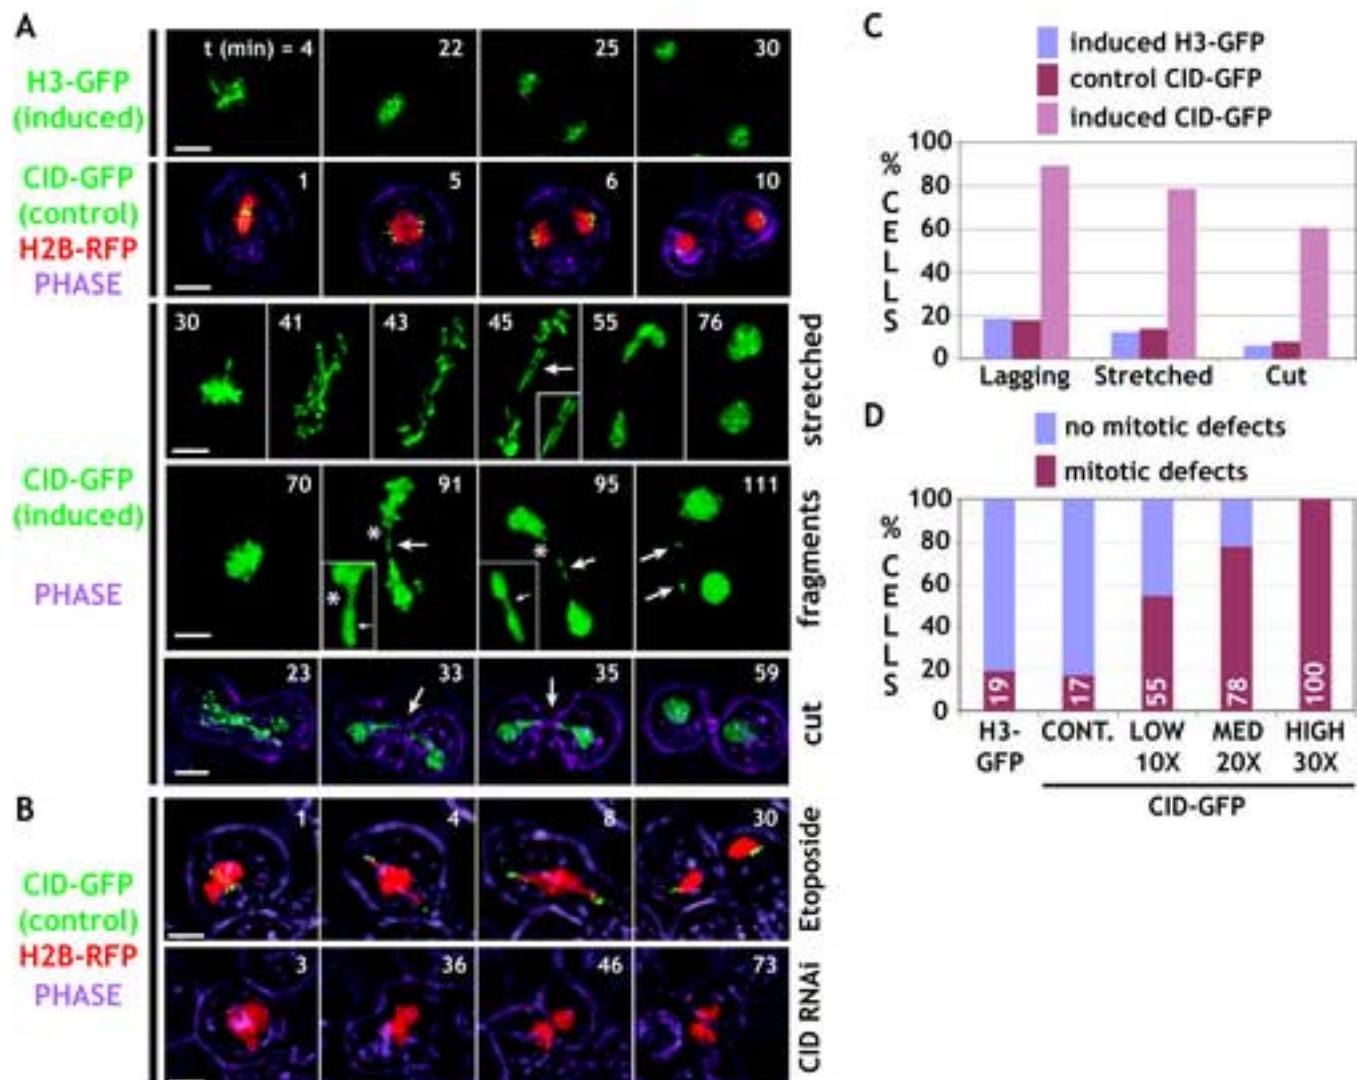 A
H3-GFP
(induced)
t (min) = 4
22
25
30
CID-GFP
(control)
H2B-RFP
PHASE
1
5
6
10
CID-GFP
(induced)
PHASE
30
41
43
45
55
76
stretched
70
91
95
111
*
*
*
fragments
23
33
35
59
cut
B
CID-GFP
(control)
H2B-RFP
PHASE
1
4
8
30
Etoposide
3
36
46
73
CID RNAi
C
induced H3-GFP
control CID-GFP
induced CID-GFP
% CELLS
100
80
60
40
20
0
Lagging Stretched Cut
D
no mitotic defects
mitotic defects
% CELLS
100
80
60
40
20
0
19 17 55 78 100
H3- CONT. LOW MED HIGH
GFP 10X 20X 30X
CID-GFP